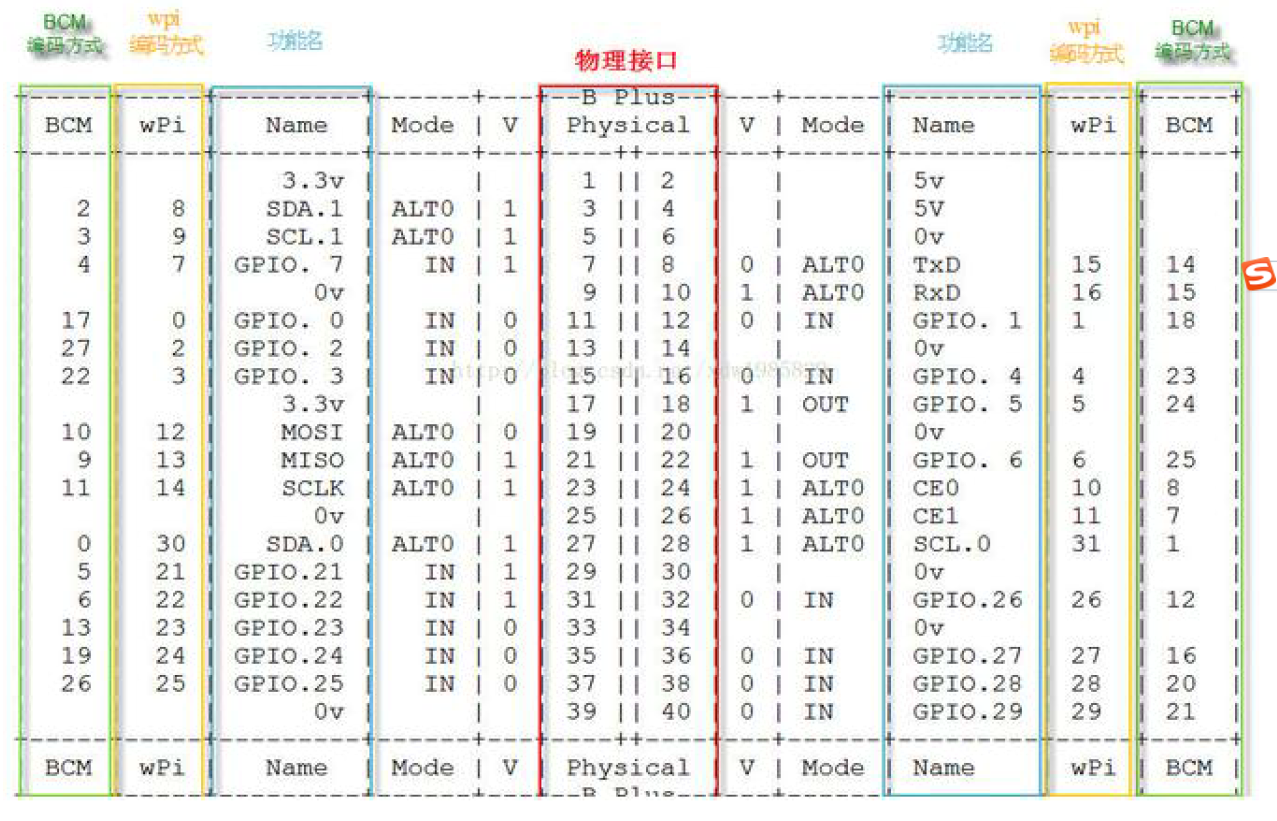 BCM 编码方式 wpi 编码方式 功能名 物理接口 功能名 wpi 编码方式 BCM 编码方式
+-----+-----+---------+------+---+--B Plus--+---+------+---------+-----+-----+
| BCM | wPi | Name | Mode | V | Physical | V | Mode | Name | wPi | BCM |
+-----+-----+---------+------+---+----++----+---+------+---------+-----+-----+
| | | 3.3v | | | 1 || 2 | | | 5v | | |
| 2 | 8 | SDA.1 | ALT0 | 1 | 3 || 4 | | | 5V | | |
| 3 | 9 | SCL.1 | ALT0 | 1 | 5 || 6 | | | 0v | | |
| 4 | 7 | GPIO. 7 | IN | 1 | 7 || 8 | 0 | ALT0 | TxD | 15 | 14 |
| | | 0v | | | 9 || 10 | 1 | ALT0 | RxD | 16 | 15 |
| 17 | 0 | GPIO. 0 | IN | 0 | 11 || 12 | 0 | IN | GPIO. 1 | 1 | 18 |
| 27 | 2 | GPIO. 2 | IN | 0 | 13 || 14 | | | 0v | | |
| 22 | 3 | GPIO. 3 | IN | 0 | 15 || 16 | 0 | IN | GPIO. 4 | 4 | 23 |
| | | 3.3v | | | 17 || 18 | 1 | OUT | GPIO. 5 | 5 | 24 |
| 10 | 12 | MOSI | ALT0 | 0 | 19 || 20 | | | 0v | | |
| 9 | 13 | MISO | ALT0 | 1 | 21 || 22 | 1 | OUT | GPIO. 6 | 6 | 25 |
| 11 | 14 | SCLK | ALT0 | 1 | 23 || 24 | 1 | ALT0 | CE0 | 10 | 8 |
| | | 0v | | | 25 || 26 | 1 | ALT0 | CE1 | 11 | 7 |
| 0 | 30 | SDA.0 | ALT0 | 1 | 27 || 28 | 1 | ALT0 | SCL.0 | 31 | 1 |
| 5 | 21 | GPIO.21 | IN | 1 | 29 || 30 | | | 0v | | |
| 6 | 22 | GPIO.22 | IN | 1 | 31 || 32 | 0 | IN | GPIO.26 | 26 | 12 |
| 13 | 23 | GPIO.23 | IN | 0 | 33 || 34 | | | 0v | | |
| 19 | 24 | GPIO.24 | IN | 0 | 35 || 36 | 0 | IN | GPIO.27 | 27 | 16 |
| 26 | 25 | GPIO.25 | IN | 0 | 37 || 38 | 0 | IN | GPIO.28 | 28 | 20 |
| | | 0v | | | 39 || 40 | 0 | IN | GPIO.29 | 29 | 21 |
+-----+-----+---------+------+---+----++----+---+------+---------+-----+-----+
| BCM | wPi | Name | Mode | V | Physical | V | Mode | Name | wPi | BCM |
+-----+-----+---------+------+---+--B Plus--+---+------+---------+-----+-----+